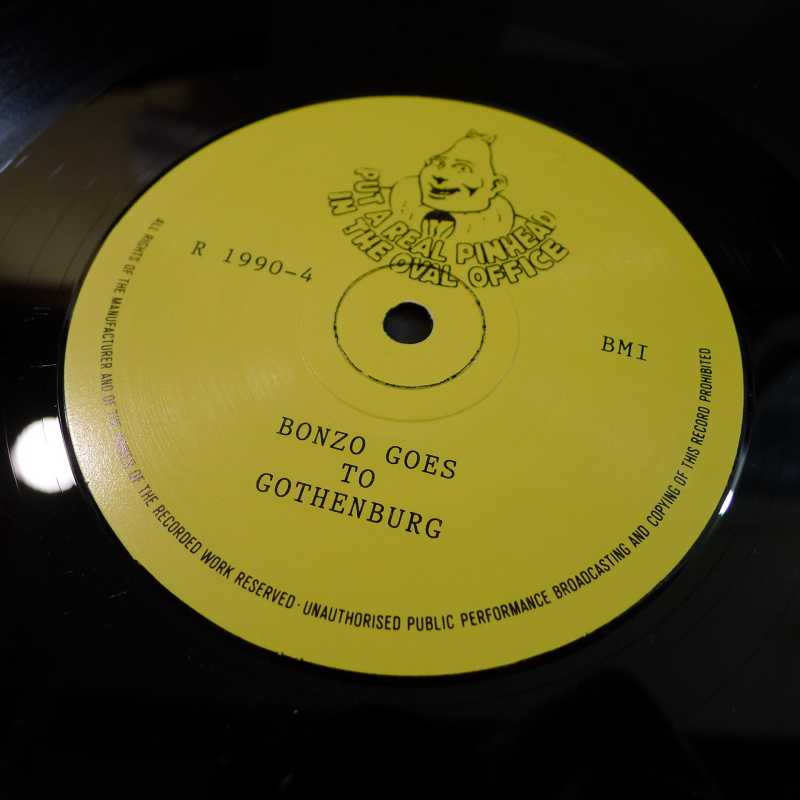 PUT A REAL PINHEAD
IN THE OVAL OFFICE
R 1990-4
BMI
BONZO GOES
TO
GOTHENBURG
ALL RIGHTS OF THE MANUFACTURER AND OF THE OWNER OF THE RECORDED WORK RESERVED · UNAUTHORISED PUBLIC PERFORMANCE BROADCASTING AND COPYING OF THIS RECORD PROHIBITED